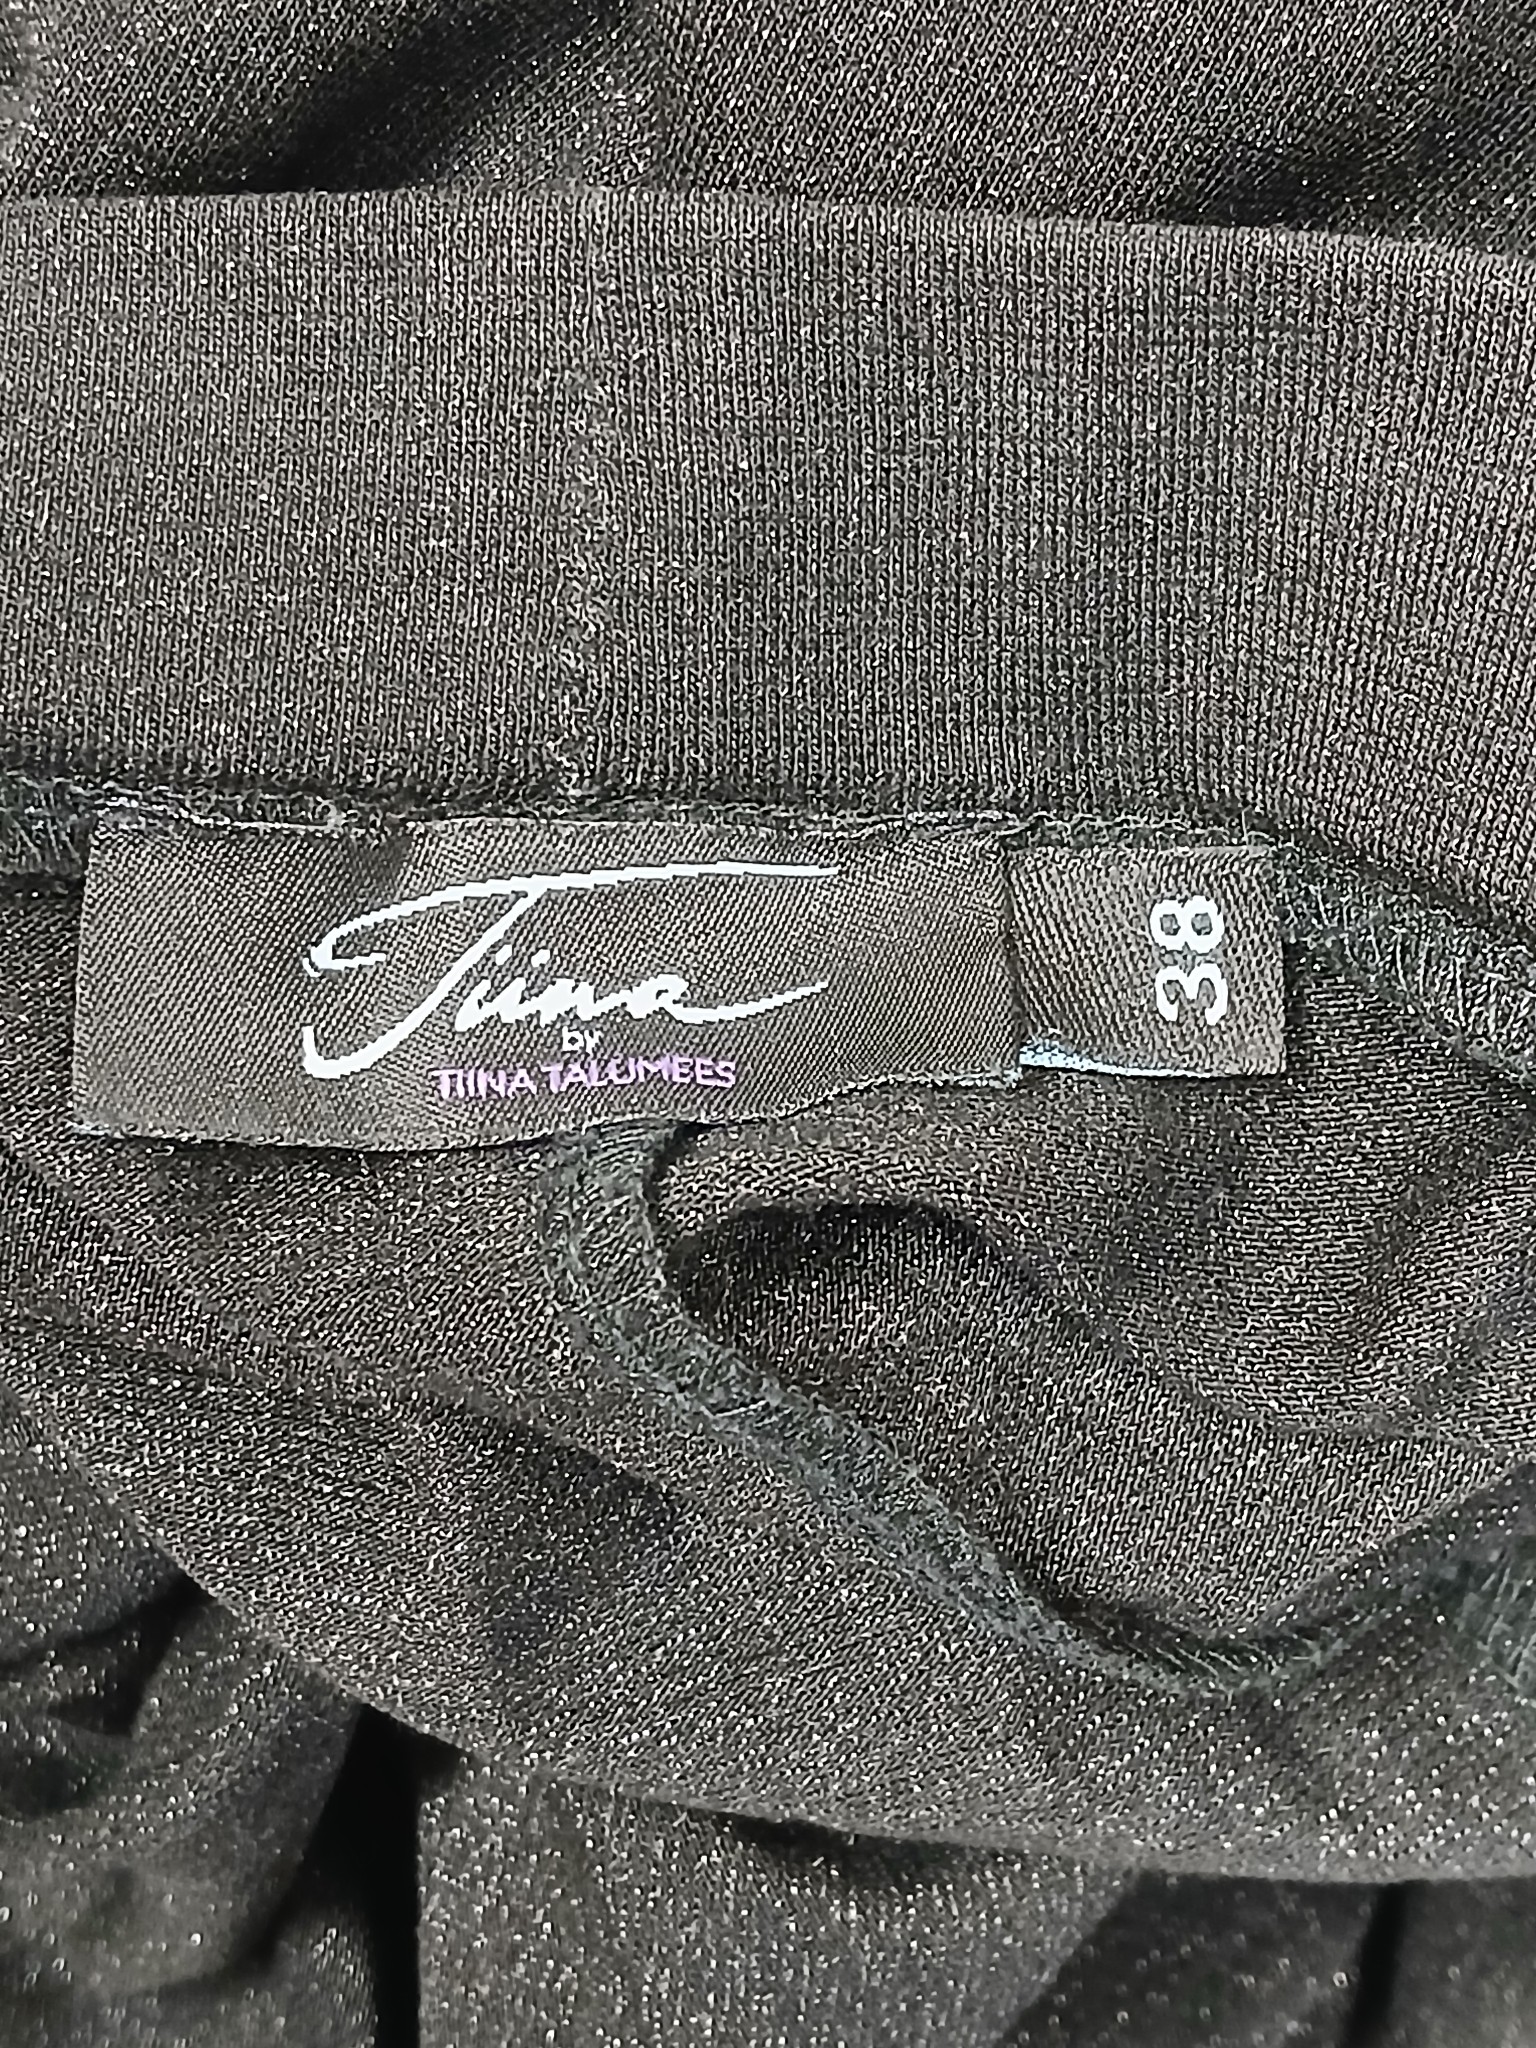 Tiina
by
TIINA TALUMEES
38